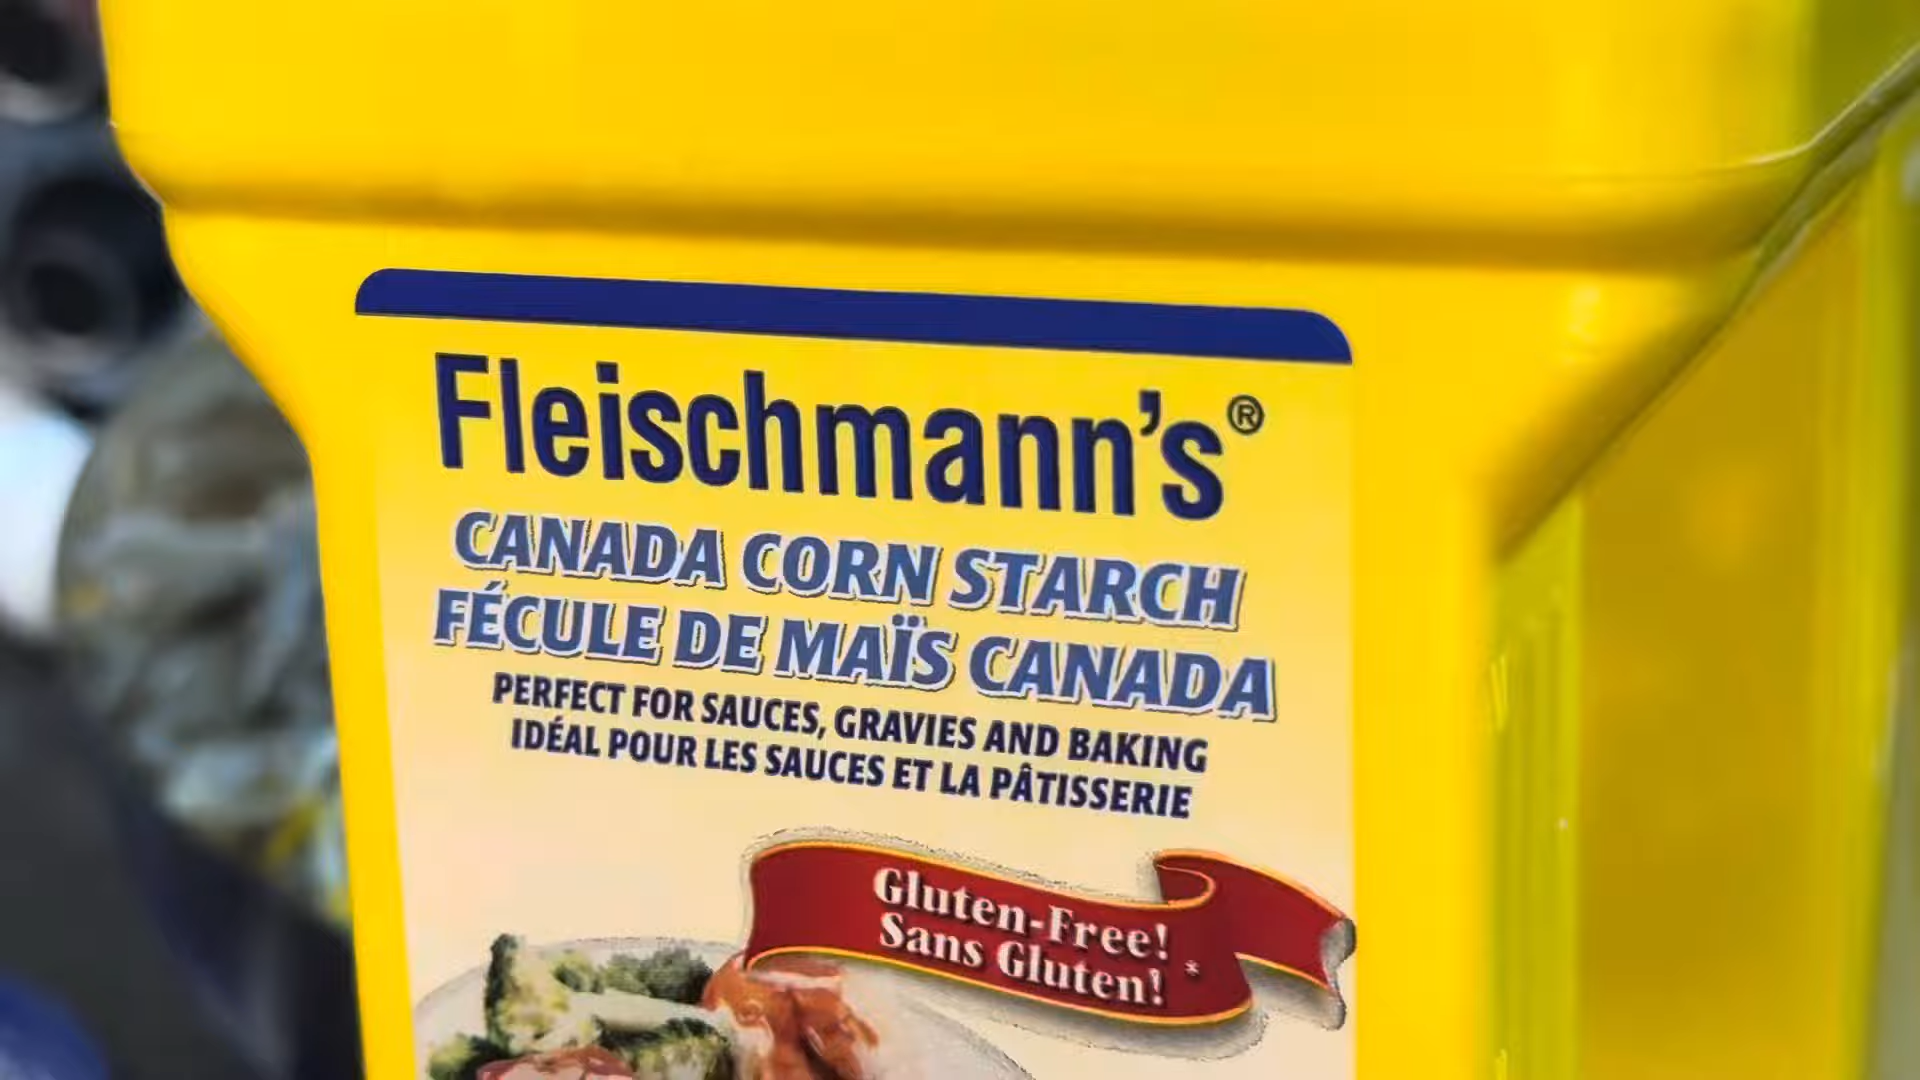 Fleischmann's®
CANADA CORN STARCH
FÉCULE DE MAÏS CANADA
PERFECT FOR SAUCES, GRAVIES AND BAKING
IDÉAL POUR LES SAUCES ET LA PÂTISSERIE
Gluten-Free!
Sans Gluten! *